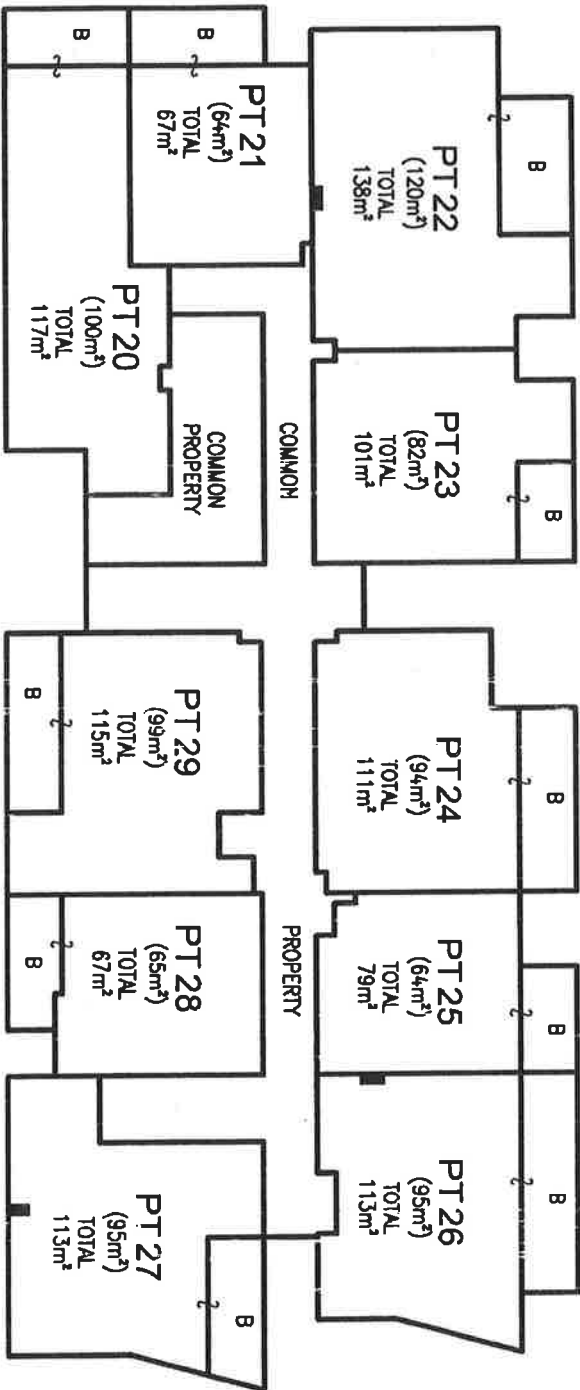 PT 22
(120m²)
TOTAL
138m²
B
PT 23
(82m²)
TOTAL
101m²
B
PT 24
(94m²)
TOTAL
111m²
B
PT 25
(64m²)
TOTAL
79m²
B
PT 26
(95m²)
TOTAL
113m²
B
COMMOM
PROPERTY
PT 21
(64m²)
TOTAL
67m²
B
PT 20
(100m²)
TOTAL
117m²
B
COMMON
PROPERTY
PT 29
(99m²)
TOTAL
115m²
B
PT 28
(65m²)
TOTAL
67m²
B
PT 27
(95m²)
TOTAL
113m²
B